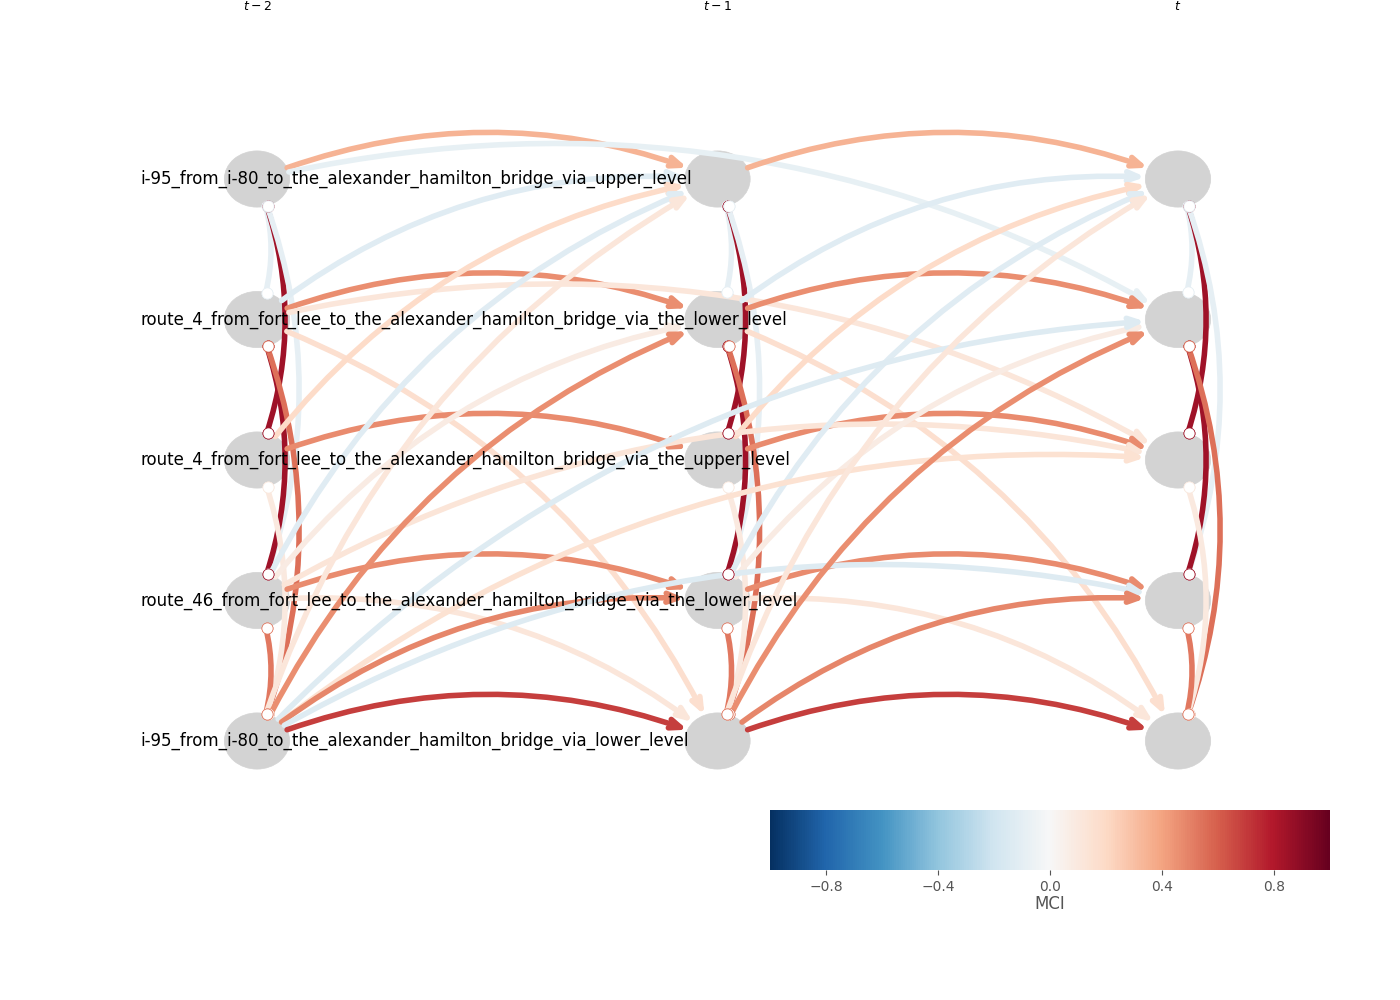 t − 2
t − 1
t
i-95_from_i-80_to_the_alexander_hamilton_bridge_via_upper_level
route_4_from_fort_lee_to_the_alexander_hamilton_bridge_via_the_lower_level
route_4_from_fort_lee_to_the_alexander_hamilton_bridge_via_the_upper_level
route_46_from_fort_lee_to_the_alexander_hamilton_bridge_via_the_lower_level
i-95_from_i-80_to_the_alexander_hamilton_bridge_via_lower_level
−0.8
−0.4
0.0
0.4
0.8
MCI